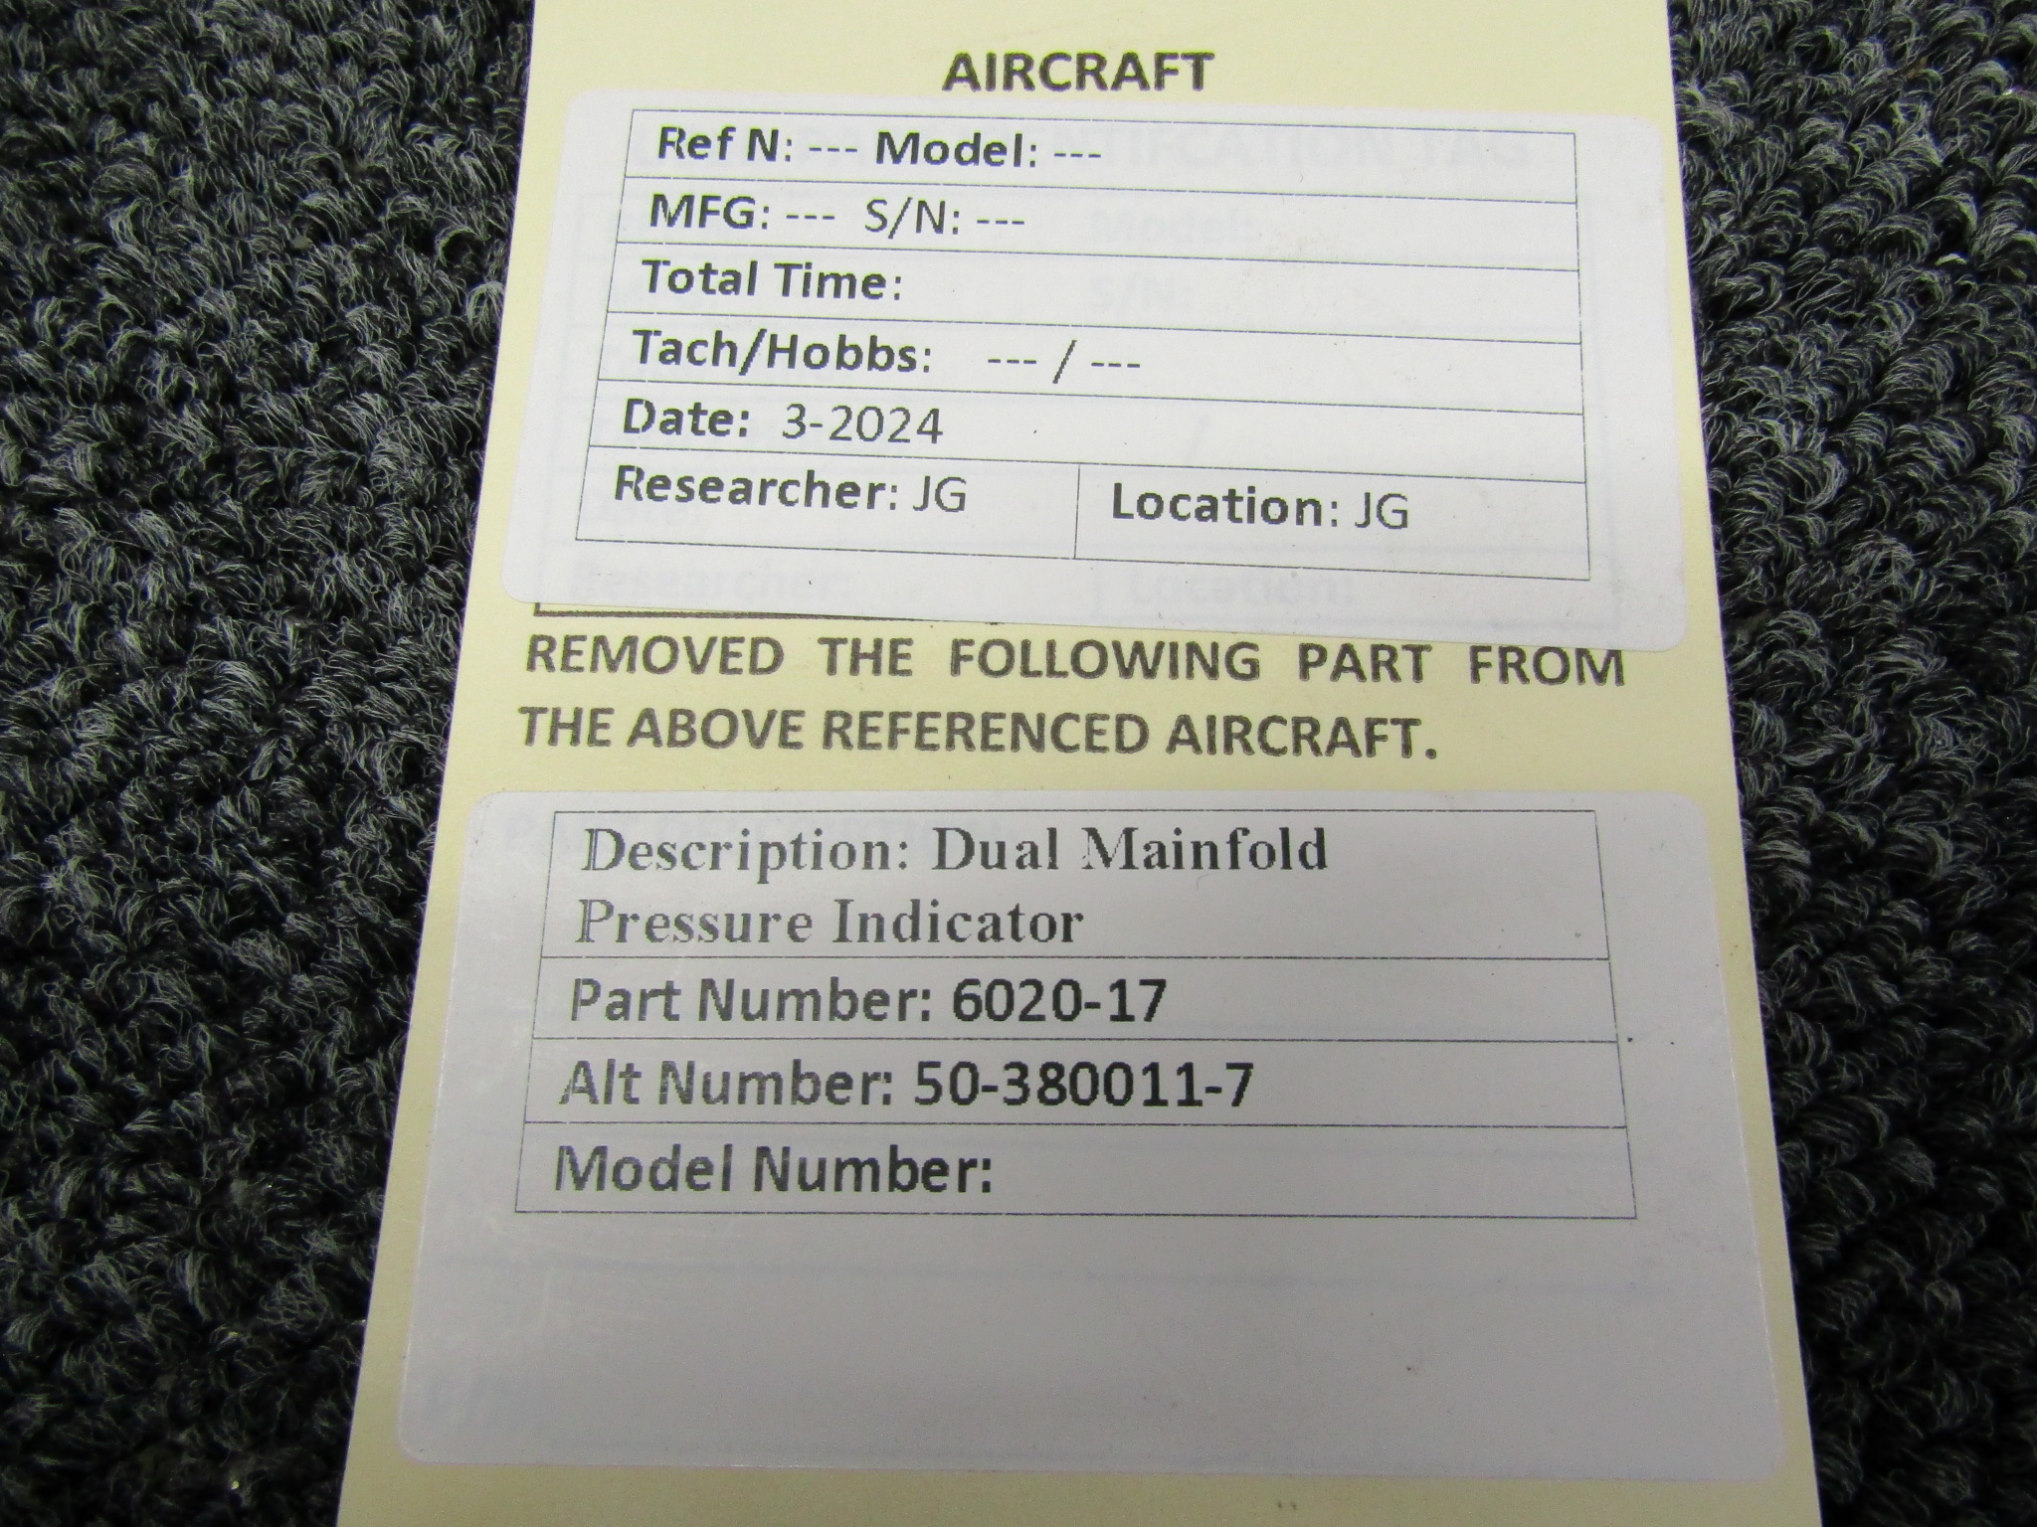 AIRCRAFT
Ref N: --- Model: ---
MFG: --- S/N: ---
Total Time:
Tach/Hobbs: --- / ---
Date: 3-2024
Researcher: JG Location: JG
REMOVED THE FOLLOWING PART FROM
THE ABOVE REFERENCED AIRCRAFT.
Description: Dual Mainfold
Pressure Indicator
Part Number: 6020-17
Alt Number: 50-380011-7
Model Number: